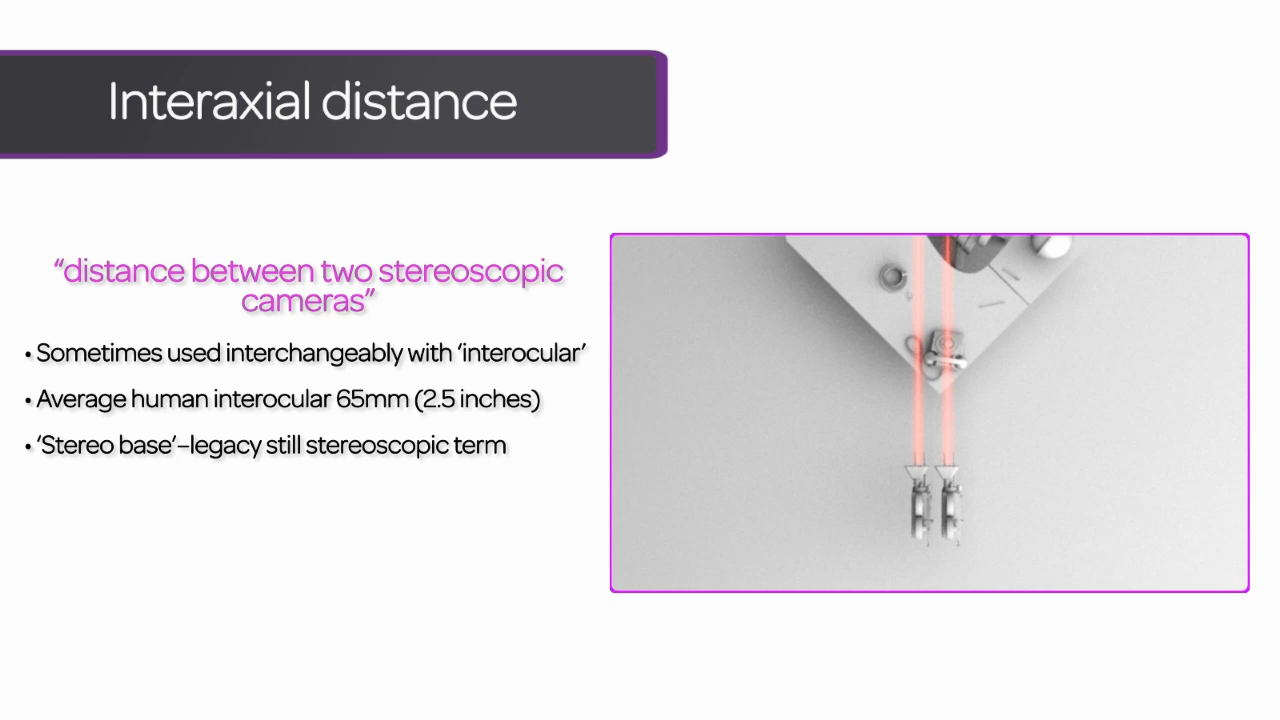 Interaxial distance
“distance between two stereoscopic
cameras”
• Sometimes used interchangeably with ‘interocular’
• Average human interocular 65mm (2.5 inches)
• ‘Stereo base’–legacy still stereoscopic term